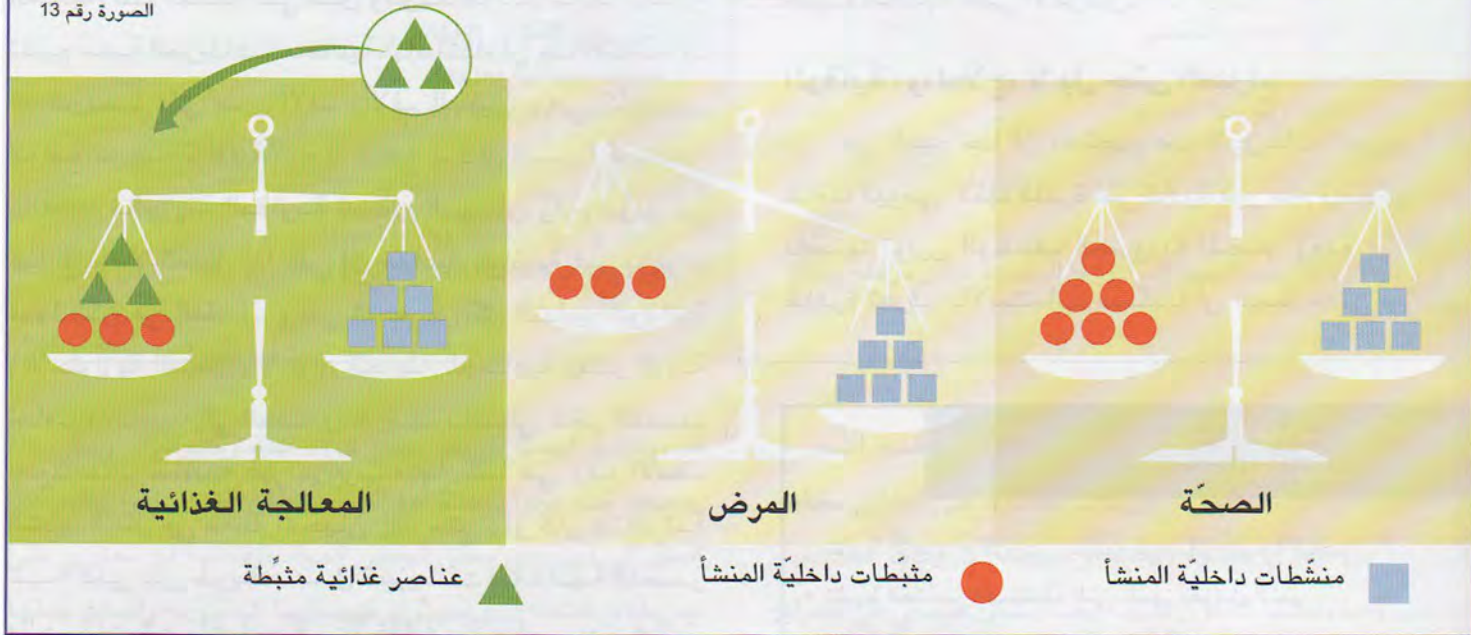 الصورة رقم 13
الصحّة
المرض
المعالجة الغذائية
منشّطات داخليّة المنشأ
مثبّطات داخليّة المنشأ
عناصر غذائية مثبِّطة